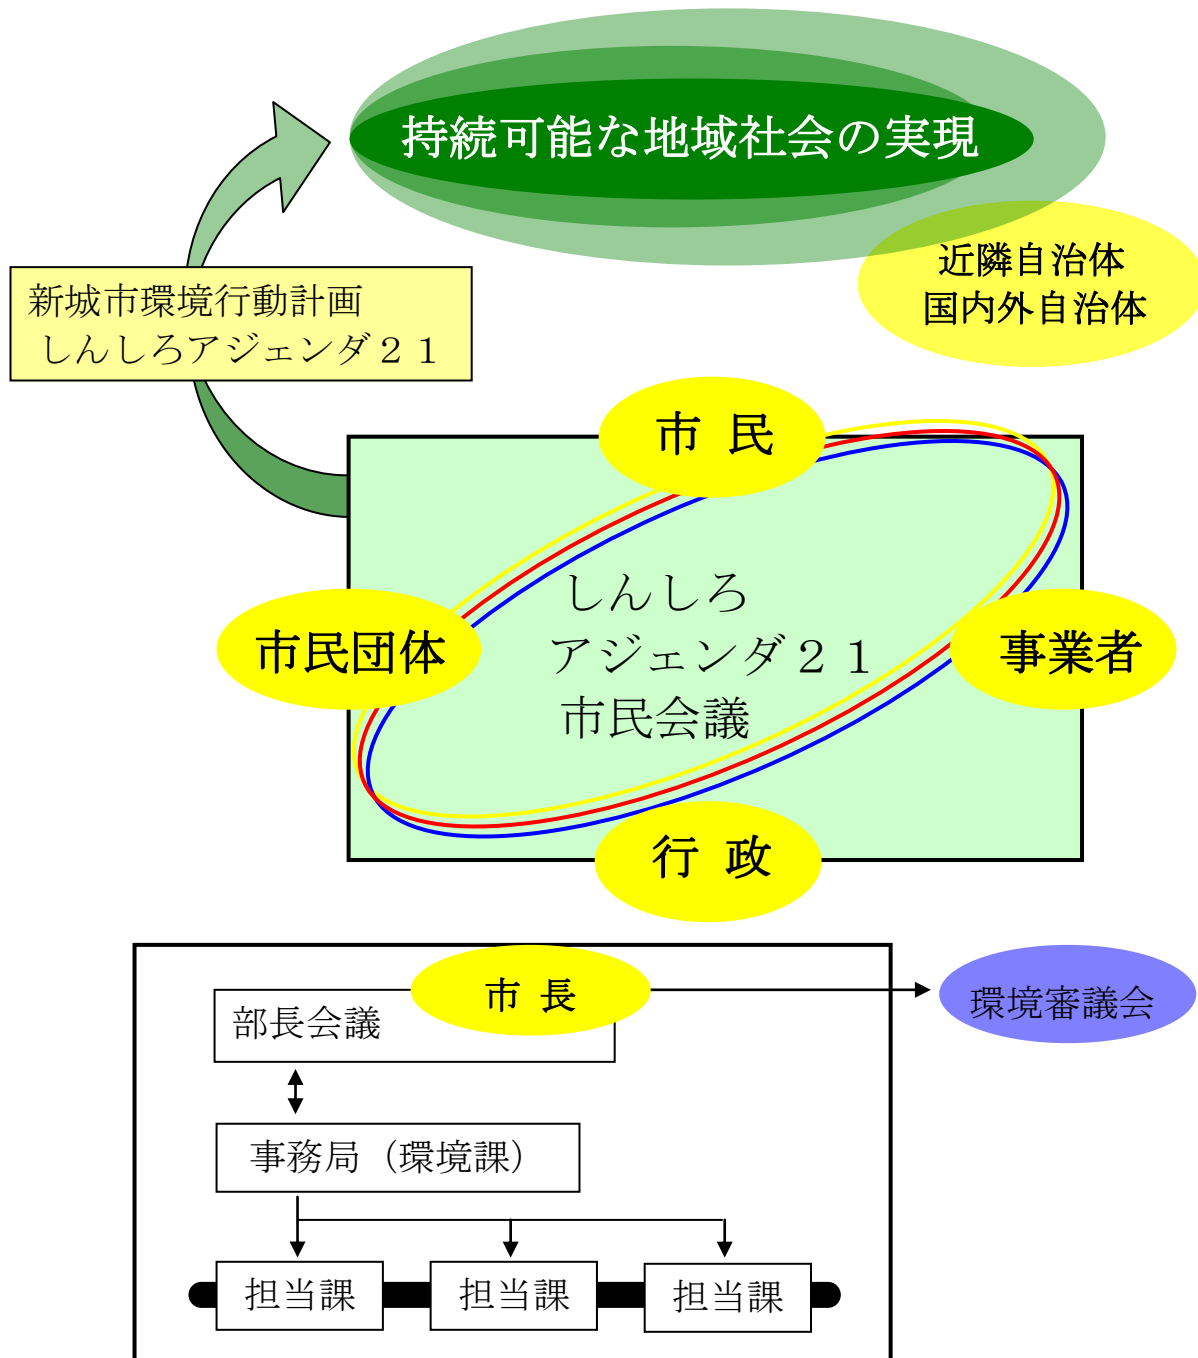 持続可能な地域社会の実現
近隣自治体
国内外自治体
新城市環境行動計画
しんしろアジェンダ２１
市 民
しんしろ
アジェンダ２１
市民会議
市民団体
事業者
行 政
市 長
部長会議
環境審議会
事務局（環境課）
担当課
担当課
担当課